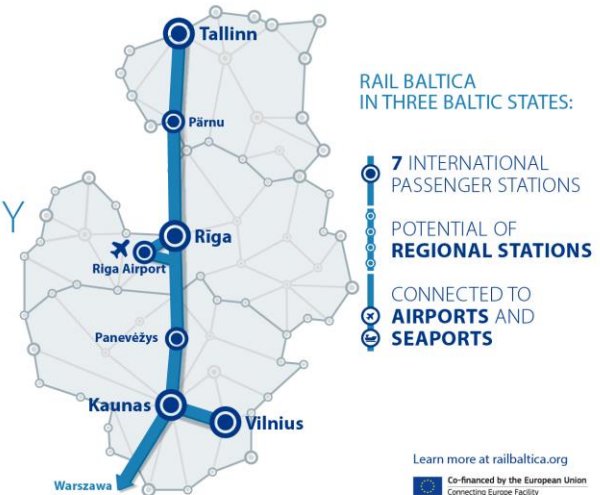 Tallinn
Pärnu
Y
Rīga
Riga Airport
Panevėžys
Kaunas
Vilnius
Warszawa
RAIL BALTICA
IN THREE BALTIC STATES:
7 INTERNATIONAL
PASSENGER STATIONS
POTENTIAL OF
REGIONAL STATIONS
CONNECTED TO
AIRPORTS AND
SEAPORTS
Learn more at railbaltica.org
Co-financed by the European Union
Connecting Europe Facility